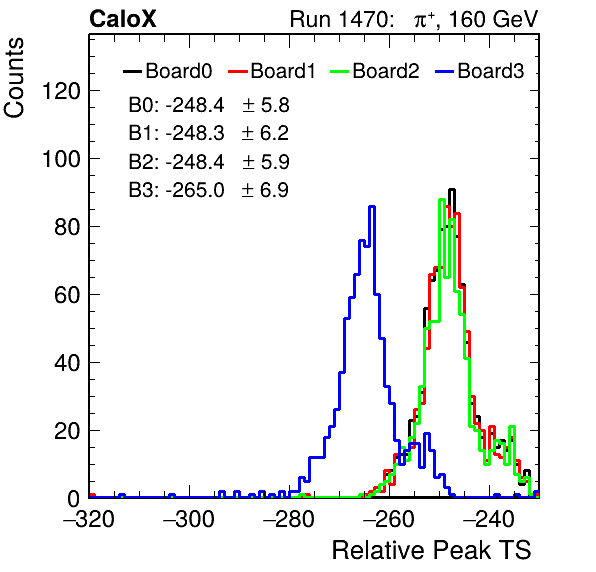 CaloX Run 1470: π⁺, 160 GeV
Counts
Board0 Board1 Board2 Board3
B0: -248.4 ± 5.8
B1: -248.3 ± 6.2
B2: -248.4 ± 5.9
B3: -265.0 ± 6.9
120
100
80
60
40
20
0
−320 −300 −280 −260 −240
Relative Peak TS